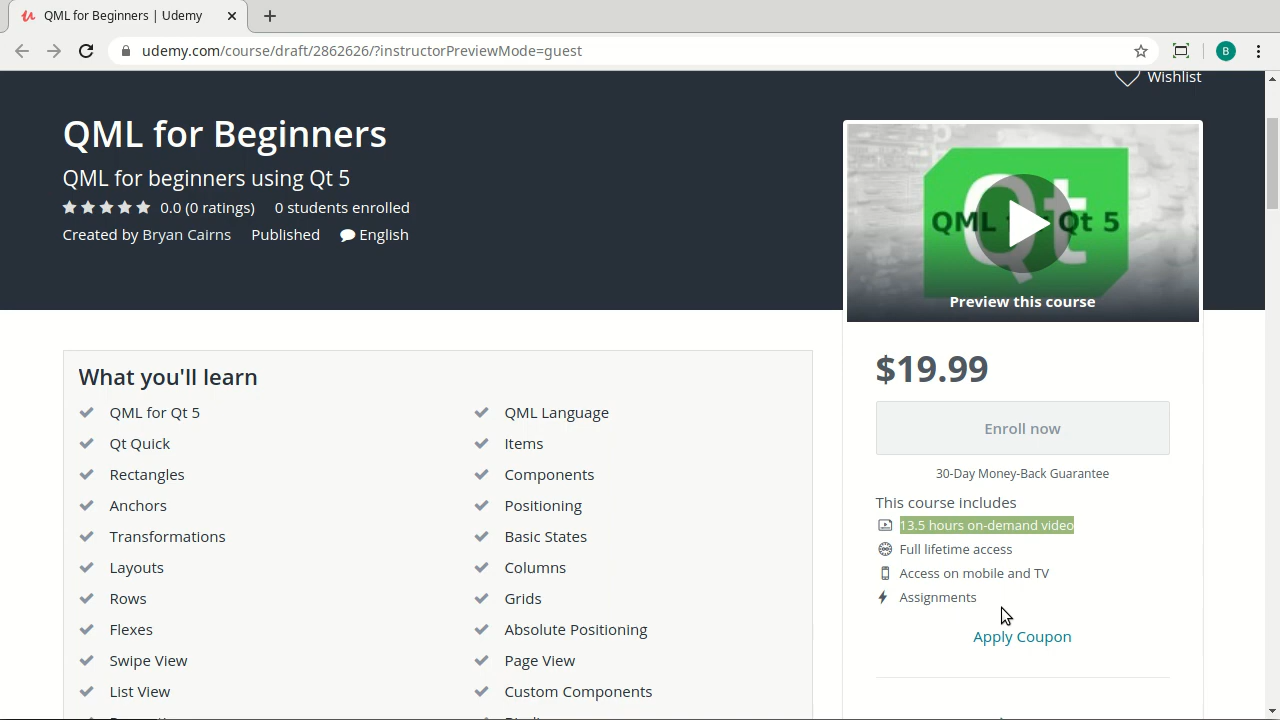 QML for Beginners | Udemy
udemy.com/course/draft/2862626/?instructorPreviewMode=guest
B
Wishlist
QML for Beginners
QML for beginners using Qt 5
0.0 (0 ratings) 0 students enrolled
Created by Bryan Cairns Published English
Qt
QML Qt 5
Preview this course
What you'll learn
QML for Qt 5
QML Language
Qt Quick
Items
Rectangles
Components
Anchors
Positioning
Transformations
Basic States
Layouts
Columns
Rows
Grids
Flexes
Absolute Positioning
Swipe View
Page View
List View
Custom Components
$19.99
Enroll now
30-Day Money-Back Guarantee
This course includes
13.5 hours on-demand video
Full lifetime access
Access on mobile and TV
Assignments
Apply Coupon